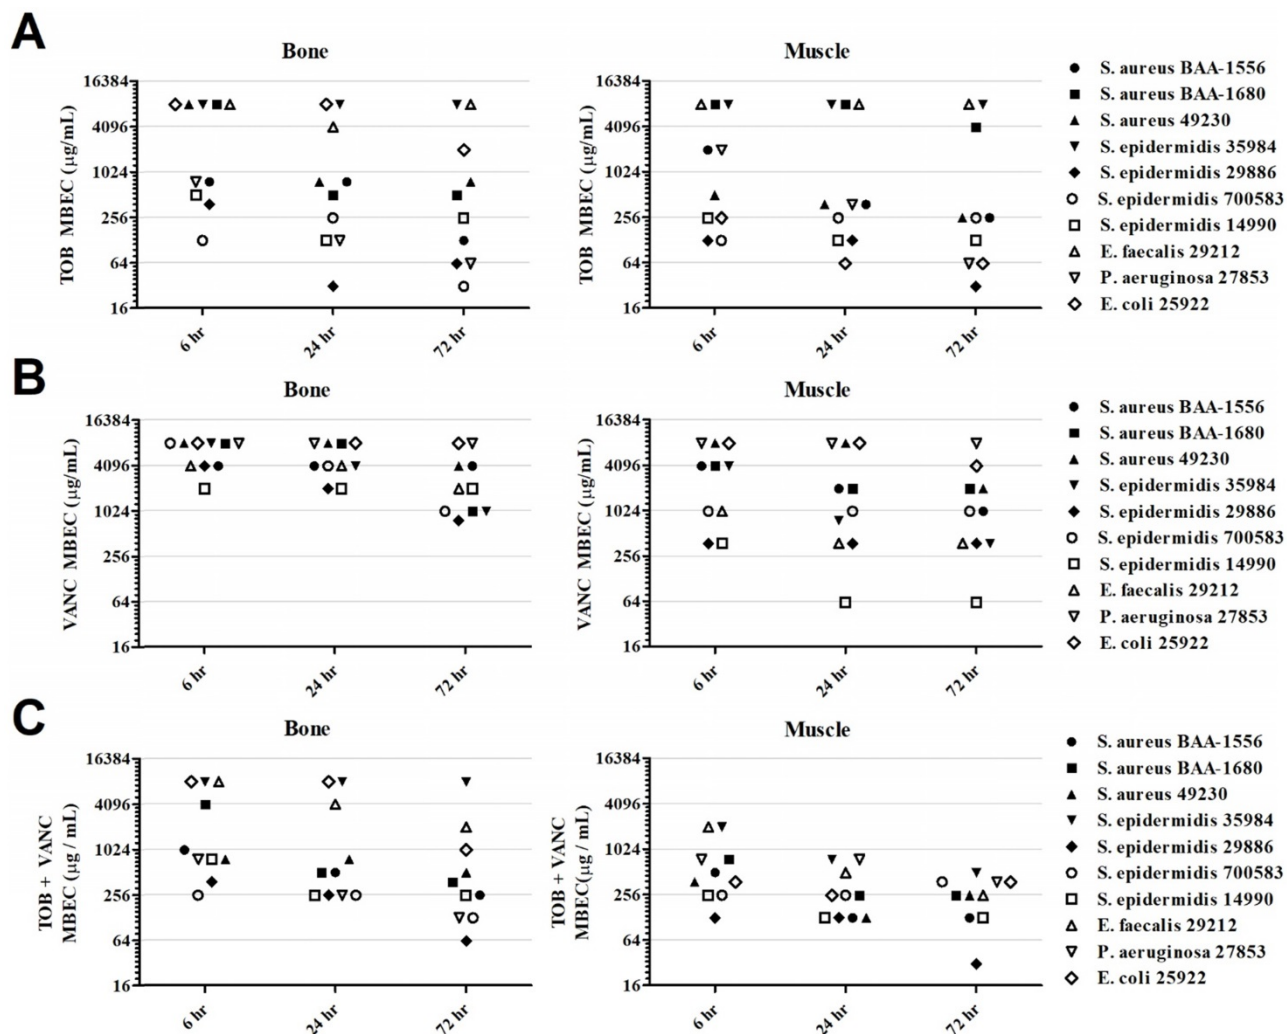 A
Bone
Muscle
TOB MBEC (µg/mL)
16384
4096
1024
256
64
16
6 hr
24 hr
72 hr
TOB MBEC (µg/mL)
16384
4096
1024
256
64
16
6 hr
24 hr
72 hr
S. aureus BAA-1556
S. aureus BAA-1680
S. aureus 49230
S. epidermidis 35984
S. epidermidis 29886
S. epidermidis 700583
S. epidermidis 14990
E. faecalis 29212
P. aeruginosa 27853
E. coli 25922
B
Bone
Muscle
VANC MBEC (µg/mL)
16384
4096
1024
256
64
16
6 hr
24 hr
72 hr
VANC MBEC (µg/mL)
16384
4096
1024
256
64
16
6 hr
24 hr
72 hr
S. aureus BAA-1556
S. aureus BAA-1680
S. aureus 49230
S. epidermidis 35984
S. epidermidis 29886
S. epidermidis 700583
S. epidermidis 14990
E. faecalis 29212
P. aeruginosa 27853
E. coli 25922
C
Bone
Muscle
TOB + VANC
MBEC (µg / mL)
16384
4096
1024
256
64
16
6 hr
24 hr
72 hr
TOB + VANC
MBEC(µg / mL)
16384
4096
1024
256
64
16
6 hr
24 hr
72 hr
S. aureus BAA-1556
S. aureus BAA-1680
S. aureus 49230
S. epidermidis 35984
S. epidermidis 29886
S. epidermidis 700583
S. epidermidis 14990
E. faecalis 29212
P. aeruginosa 27853
E. coli 25922